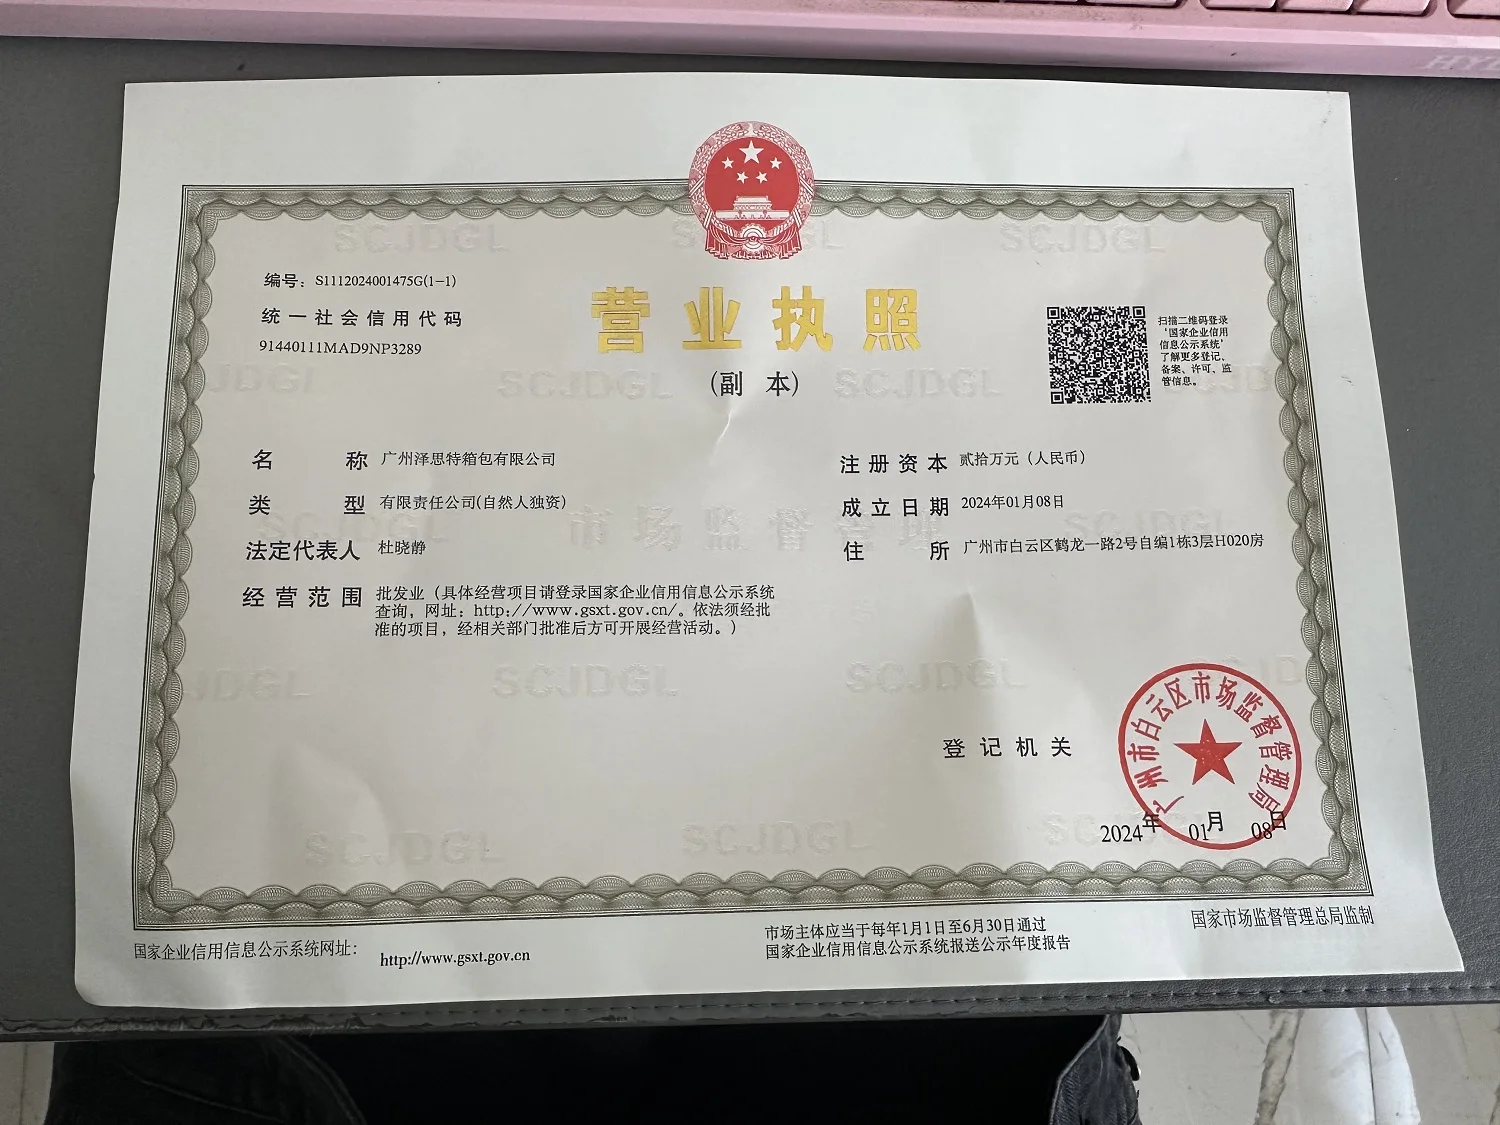 编号：S1112024001475G(1-1)
统一社会信用代码
91440111MAD9NP3289
营业执照
（副 本）
扫描二维码登录
‘国家企业信用
信息公示系统’
了解更多登记、
备案、许可、监
管信息。
名 称 广州泽思特箱包有限公司
类 型 有限责任公司(自然人独资)
法定代表人 杜晓静
经营范围 批发业（具体经营项目请登录国家企业信用信息公示系统
查询，网址：http://www.gsxt.gov.cn/。依法须经批
准的项目，经相关部门批准后方可开展经营活动。）
注册资本 贰拾万元（人民币）
成立日期 2024年01月08日
住 所 广州市白云区鹤龙一路2号自编1栋3层H020房
登记机关
广州市白云区市场监督管理局
2024年 01月 08日
国家企业信用信息公示系统网址： http://www.gsxt.gov.cn
市场主体应当于每年1月1日至6月30日通过
国家企业信用信息公示系统报送公示年度报告
国家市场监督管理总局监制
SCJDGL
市场监督管理